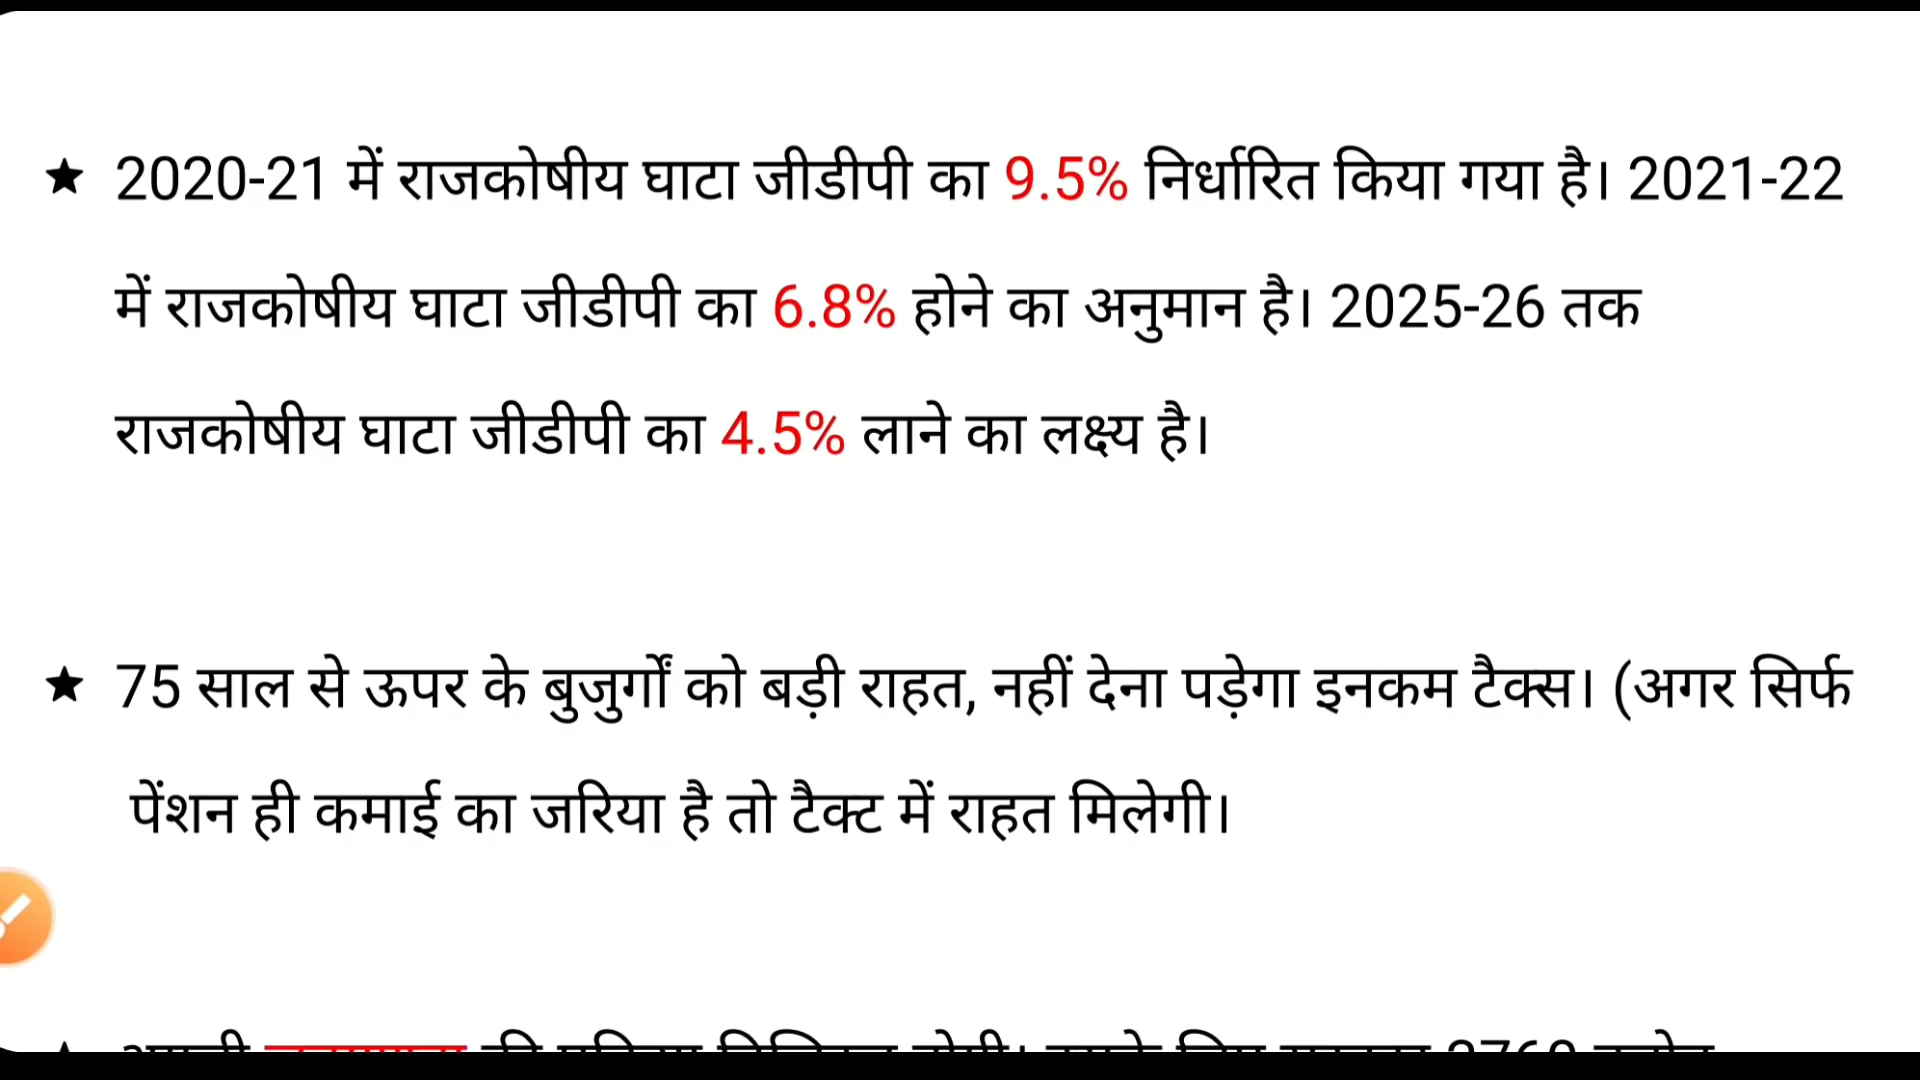 ★ 2020-21 में राजकोषीय घाटा जीडीपी का 9.5% निर्धारित किया गया है। 2021-22
में राजकोषीय घाटा जीडीपी का 6.8% होने का अनुमान है। 2025-26 तक
राजकोषीय घाटा जीडीपी का 4.5% लाने का लक्ष्य है।
★ 75 साल से ऊपर के बुजुर्गों को बड़ी राहत, नहीं देना पड़ेगा इनकम टैक्स। (अगर सिर्फ
पेंशन ही कमाई का जरिया है तो टैक्ट में राहत मिलेगी।